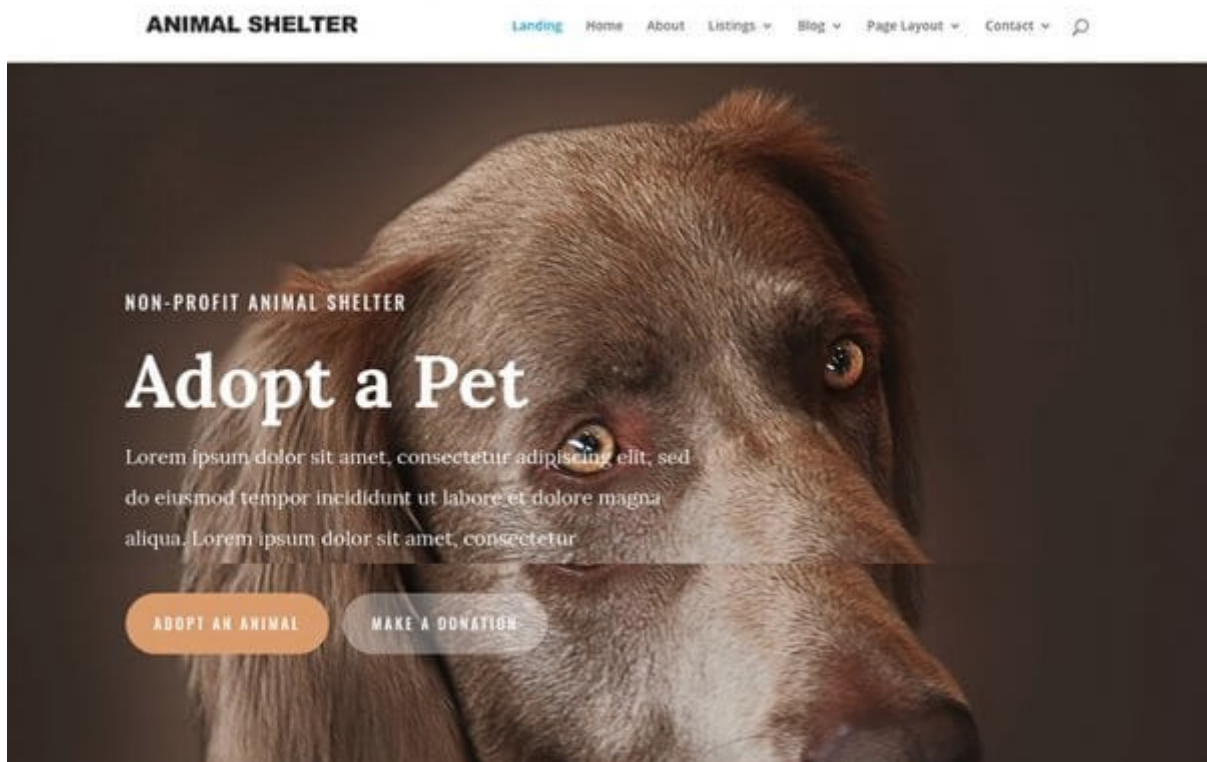 ANIMAL SHELTER
Landing Home About Listings Blog Page Layout Contact
NON-PROFIT ANIMAL SHELTER
Adopt a Pet
Lorem ipsum dolor sit amet, consectetur adipiscing elit, sed
do eiusmod tempor incididunt ut labore et dolore magna
aliqua. Lorem ipsum dolor sit amet, consectetur
ADOPT AN ANIMAL MAKE A DONATION